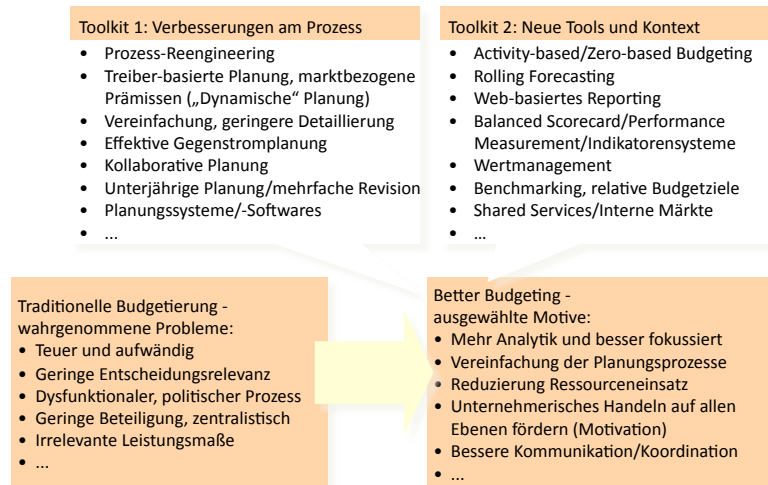 Toolkit 1: Verbesserungen am Prozess
• Prozess-Reengineering
• Treiber-basierte Planung, marktbezogene
Prämissen („Dynamische“ Planung)
• Vereinfachung, geringere Detaillierung
• Effektive Gegenstromplanung
• Kollaborative Planung
• Unterjährige Planung/mehrfache Revision
• Planungssysteme/-Softwares
• ...
Toolkit 2: Neue Tools und Kontext
• Activity-based/Zero-based Budgeting
• Rolling Forecasting
• Web-basiertes Reporting
• Balanced Scorecard/Performance
Measurement/Indikatorensysteme
• Wertmanagement
• Benchmarking, relative Budgetziele
• Shared Services/Interne Märkte
• ...
Traditionelle Budgetierung -
wahrgenommene Probleme:
• Teuer und aufwändig
• Geringe Entscheidungsrelevanz
• Dysfunktionaler, politischer Prozess
• Geringe Beteiligung, zentralistisch
• Irrelevante Leistungsmaße
• ...
Better Budgeting -
ausgewählte Motive:
• Mehr Analytik und besser fokussiert
• Vereinfachung der Planungsprozesse
• Reduzierung Ressourceneinsatz
• Unternehmerisches Handeln auf allen
Ebenen fördern (Motivation)
• Bessere Kommunikation/Koordination
• ...